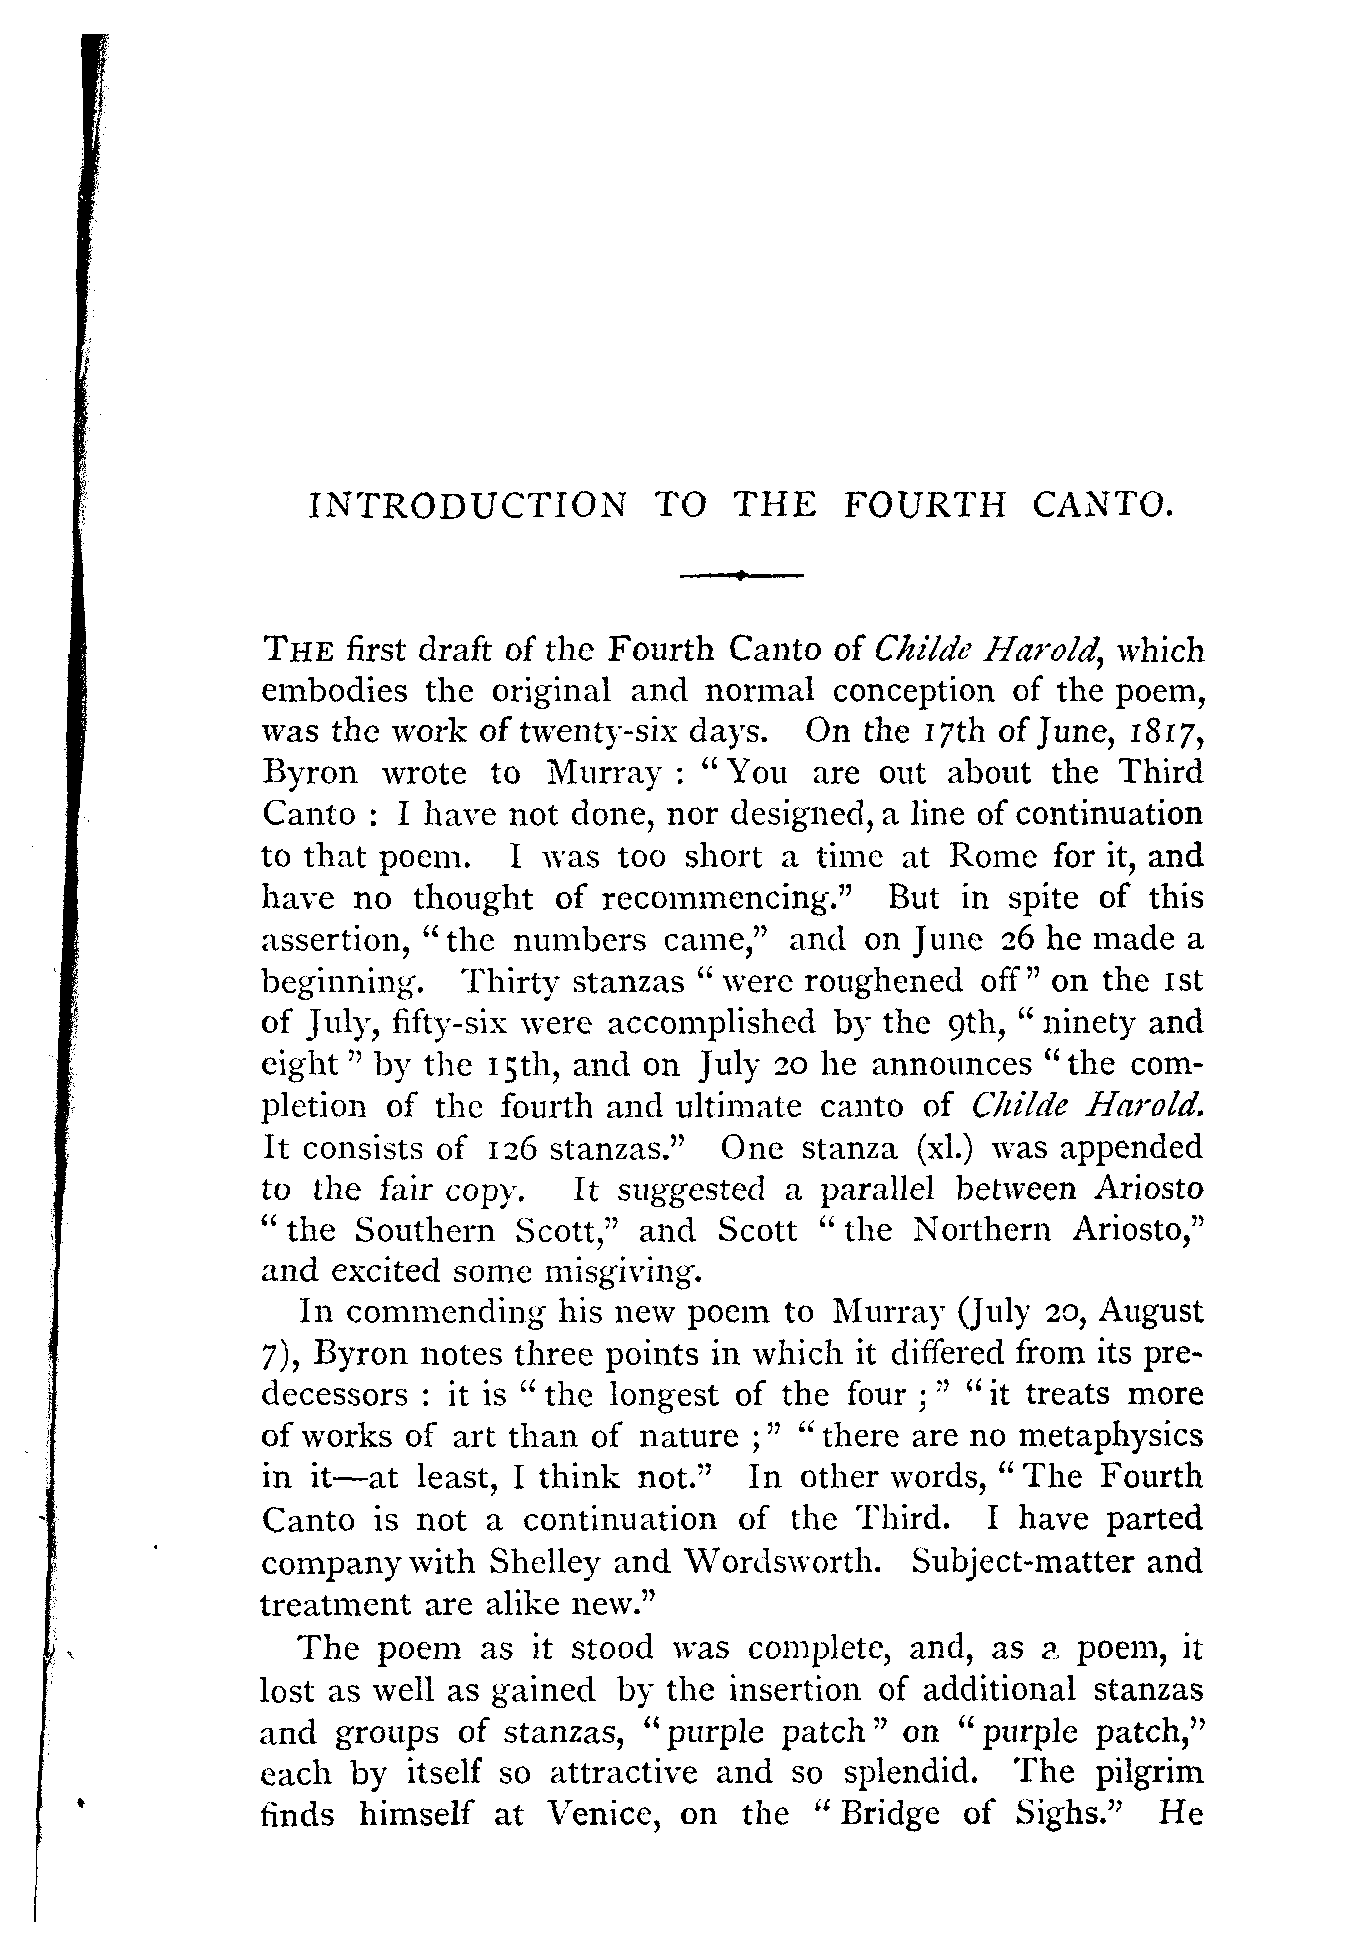 INTRODUCTION TO THE FOURTH CANTO.
THE first draft of the Fourth Canto of Childe Harold, which
embodies the original and normal conception of the poem,
was the work of twenty-six days. On the 17th of June, 1817,
Byron wrote to Murray : “ You are out about the Third
Canto : I have not done, nor designed, a line of continuation
to that poem. I was too short a time at Rome for it, and
have no thought of recommencing.” But in spite of this
assertion, “ the numbers came,” and on June 26 he made a
beginning. Thirty stanzas “ were roughened off ” on the 1st
of July, fifty-six were accomplished by the 9th, “ ninety and
eight ” by the 15th, and on July 20 he announces “ the com-
pletion of the fourth and ultimate canto of Childe Harold.
It consists of 126 stanzas.” One stanza (xl.) was appended
to the fair copy. It suggested a parallel between Ariosto
“ the Southern Scott,” and Scott “ the Northern Ariosto,”
and excited some misgiving.
In commending his new poem to Murray (July 20, August
7), Byron notes three points in which it differed from its pre-
decessors : it is “ the longest of the four ; ” “ it treats more
of works of art than of nature ; ” “ there are no metaphysics
in it—at least, I think not.” In other words, “ The Fourth
Canto is not a continuation of the Third. I have parted
company with Shelley and Wordsworth. Subject-matter and
treatment are alike new.”
The poem as it stood was complete, and, as a poem, it
lost as well as gained by the insertion of additional stanzas
and groups of stanzas, “ purple patch ” on “ purple patch,”
each by itself so attractive and so splendid. The pilgrim
finds himself at Venice, on the “ Bridge of Sighs.” He